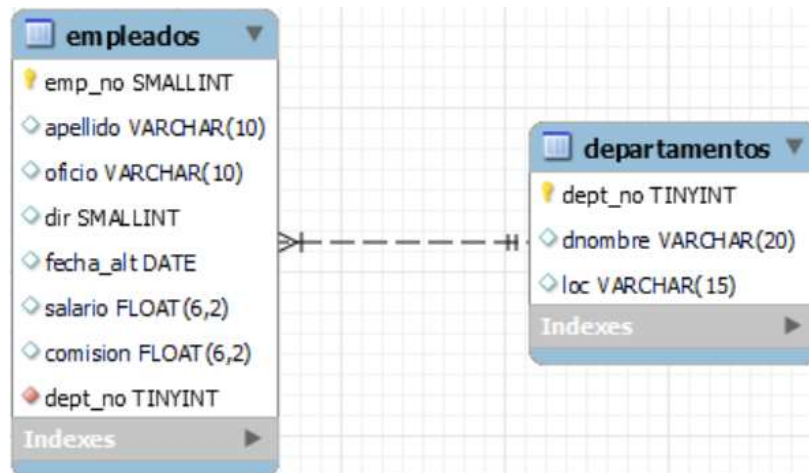 empleados
emp_no SMALLINT
apellido VARCHAR(10)
oficio VARCHAR(10)
dir SMALLINT
fecha_alt DATE
salario FLOAT(6,2)
comision FLOAT(6,2)
dept_no TINYINT
Indexes
departamentos
dept_no TINYINT
dnombre VARCHAR(20)
loc VARCHAR(15)
Indexes